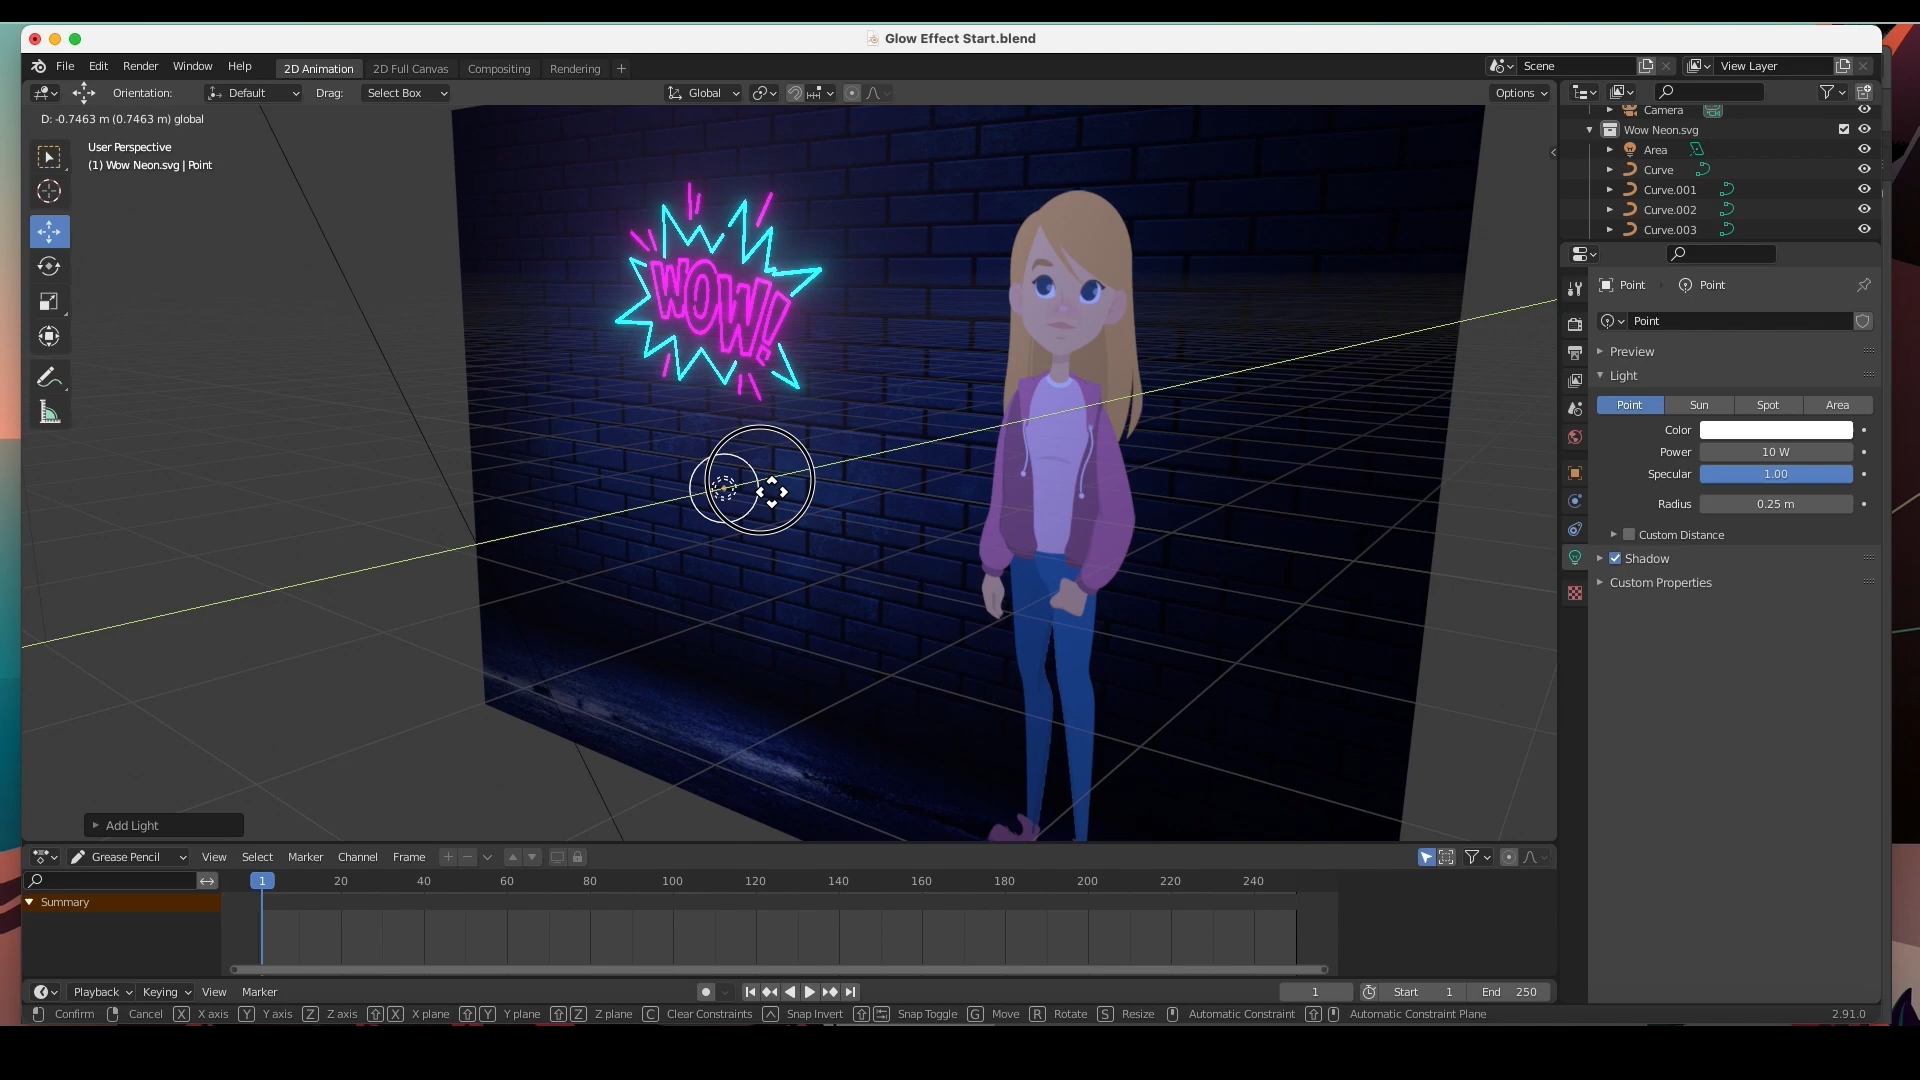 Glow Effect Start.blend
File Edit Render Window Help 2D Animation 2D Full Canvas Compositing Rendering Scene View Layer
Orientation: Default Drag: Select Box Global Options
D: -0.7463 m (0.7463 m) global
User Perspective
(1) Wow Neon.svg | Point
WOW!
Camera
Wow Neon.svg
Area
Curve
Curve.001
Curve.002
Curve.003
Point Point
Point
Preview
Light
Point Sun Spot Area
Color
Power 10 W
Specular 1.00
Radius 0.25 m
Custom Distance
Shadow
Custom Properties
Add Light
Grease Pencil View Select Marker Channel Frame
1 20 40 60 80 100 120 140 160 180 200 220 240
Summary
Playback Keying View Marker 1 Start 1 End 250
Confirm Cancel X X axis Y Y axis Z Z axis X X plane Y Y plane Z Z plane C Clear Constraints Snap Invert Snap Toggle G Move R Rotate S Resize Automatic Constraint Automatic Constraint Plane 2.91.0